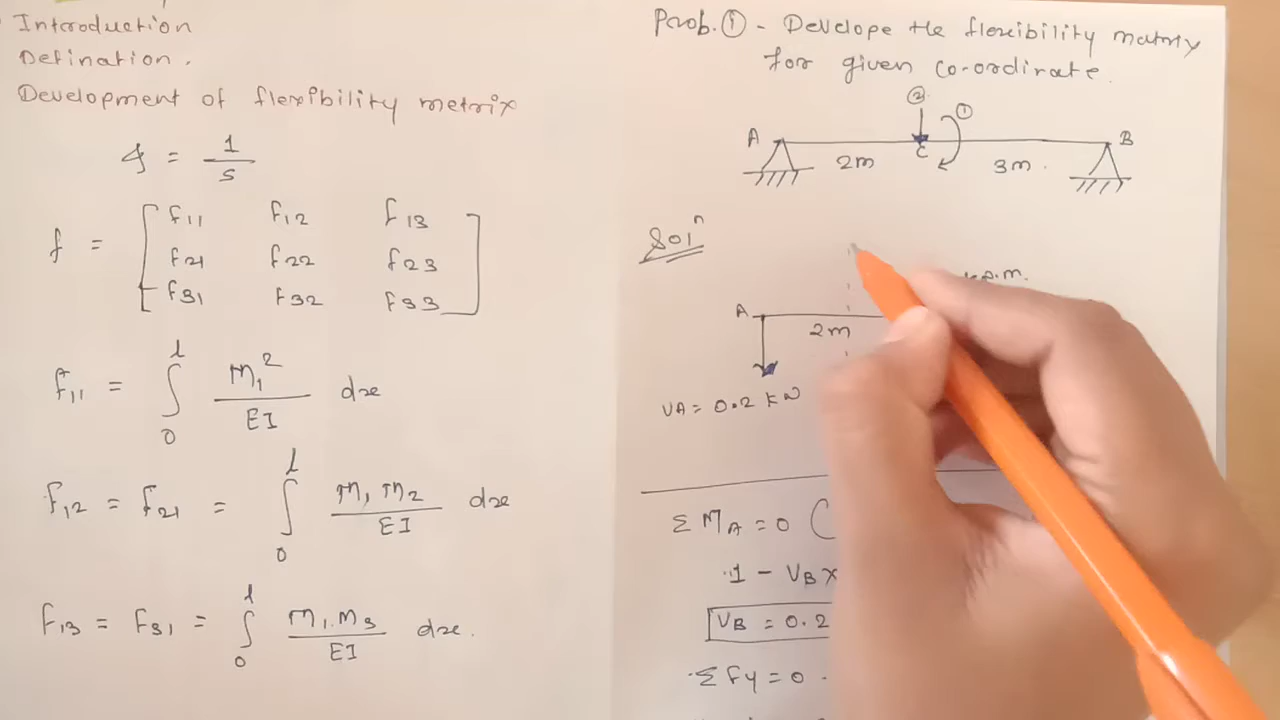 Introduction
Defination.
Development of flexibility metrix
f = 1/s
f = [ f11 f12 f13
f21 f22 f23
f31 f32 f33 ]
f11 = ∫₀ˡ m₁² / EI dx
f12 = f21 = ∫₀ˡ m₁ m₂ / EI dx
f13 = f31 = ∫₀ˡ m₁.m₃ / EI dx.
Prob.① - Develope the flexibility matrix
for given co-ordinate.
② ①
A C B
2m 3m.
Solⁿ
A 2m
VA = 0.2 kN
Σ MA = 0 (
1 - VB x
VB = 0.2
Σ Fy = 0